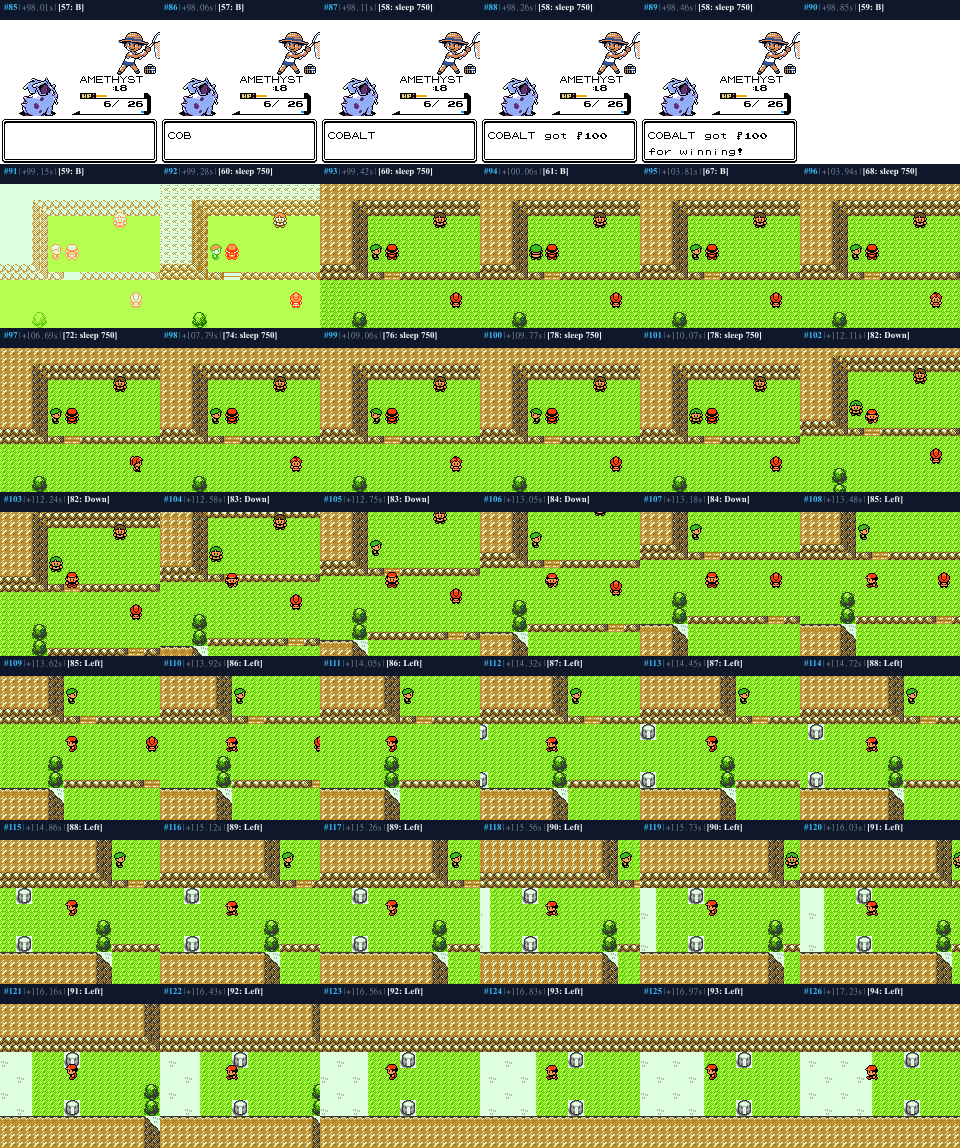 #85|+98.01s|[57: B]
#86|+98.06s|[57: B]
#87|+98.11s|[58: sleep 750]
#88|+98.26s|[58: sleep 750]
#89|+98.46s|[58: sleep 750]
#90|+98.85s|[59: B]
AMETHYST
:L8
HP:
6/ 26
AMETHYST
:L8
HP:
6/ 26
COB
AMETHYST
:L8
HP:
6/ 26
COBALT
AMETHYST
:L8
HP:
6/ 26
COBALT got ₽100
AMETHYST
:L8
HP:
6/ 26
COBALT got ₽100
for winning!
#91|+99.15s|[59: B]
#92|+99.28s|[60: sleep 750]
#93|+99.42s|[60: sleep 750]
#94|+100.06s|[61: B]
#95|+103.81s|[67: B]
#96|+103.94s|[68: sleep 750]
#97|+106.69s|[72: sleep 750]
#98|+107.79s|[74: sleep 750]
#99|+109.06s|[76: sleep 750]
#100|+109.77s|[78: sleep 750]
#101|+110.07s|[78: sleep 750]
#102|+112.11s|[82: Down]
#103|+112.24s|[82: Down]
#104|+112.58s|[83: Down]
#105|+112.75s|[83: Down]
#106|+113.05s|[84: Down]
#107|+113.18s|[84: Down]
#108|+113.48s|[85: Left]
#109|+113.62s|[85: Left]
#110|+113.92s|[86: Left]
#111|+114.05s|[86: Left]
#112|+114.32s|[87: Left]
#113|+114.45s|[87: Left]
#114|+114.72s|[88: Left]
#115|+114.86s|[88: Left]
#116|+115.12s|[89: Left]
#117|+115.26s|[89: Left]
#118|+115.56s|[90: Left]
#119|+115.73s|[90: Left]
#120|+116.03s|[91: Left]
#121|+116.16s|[91: Left]
#122|+116.43s|[92: Left]
#123|+116.56s|[92: Left]
#124|+116.83s|[93: Left]
#125|+116.97s|[93: Left]
#126|+117.23s|[94: Left]